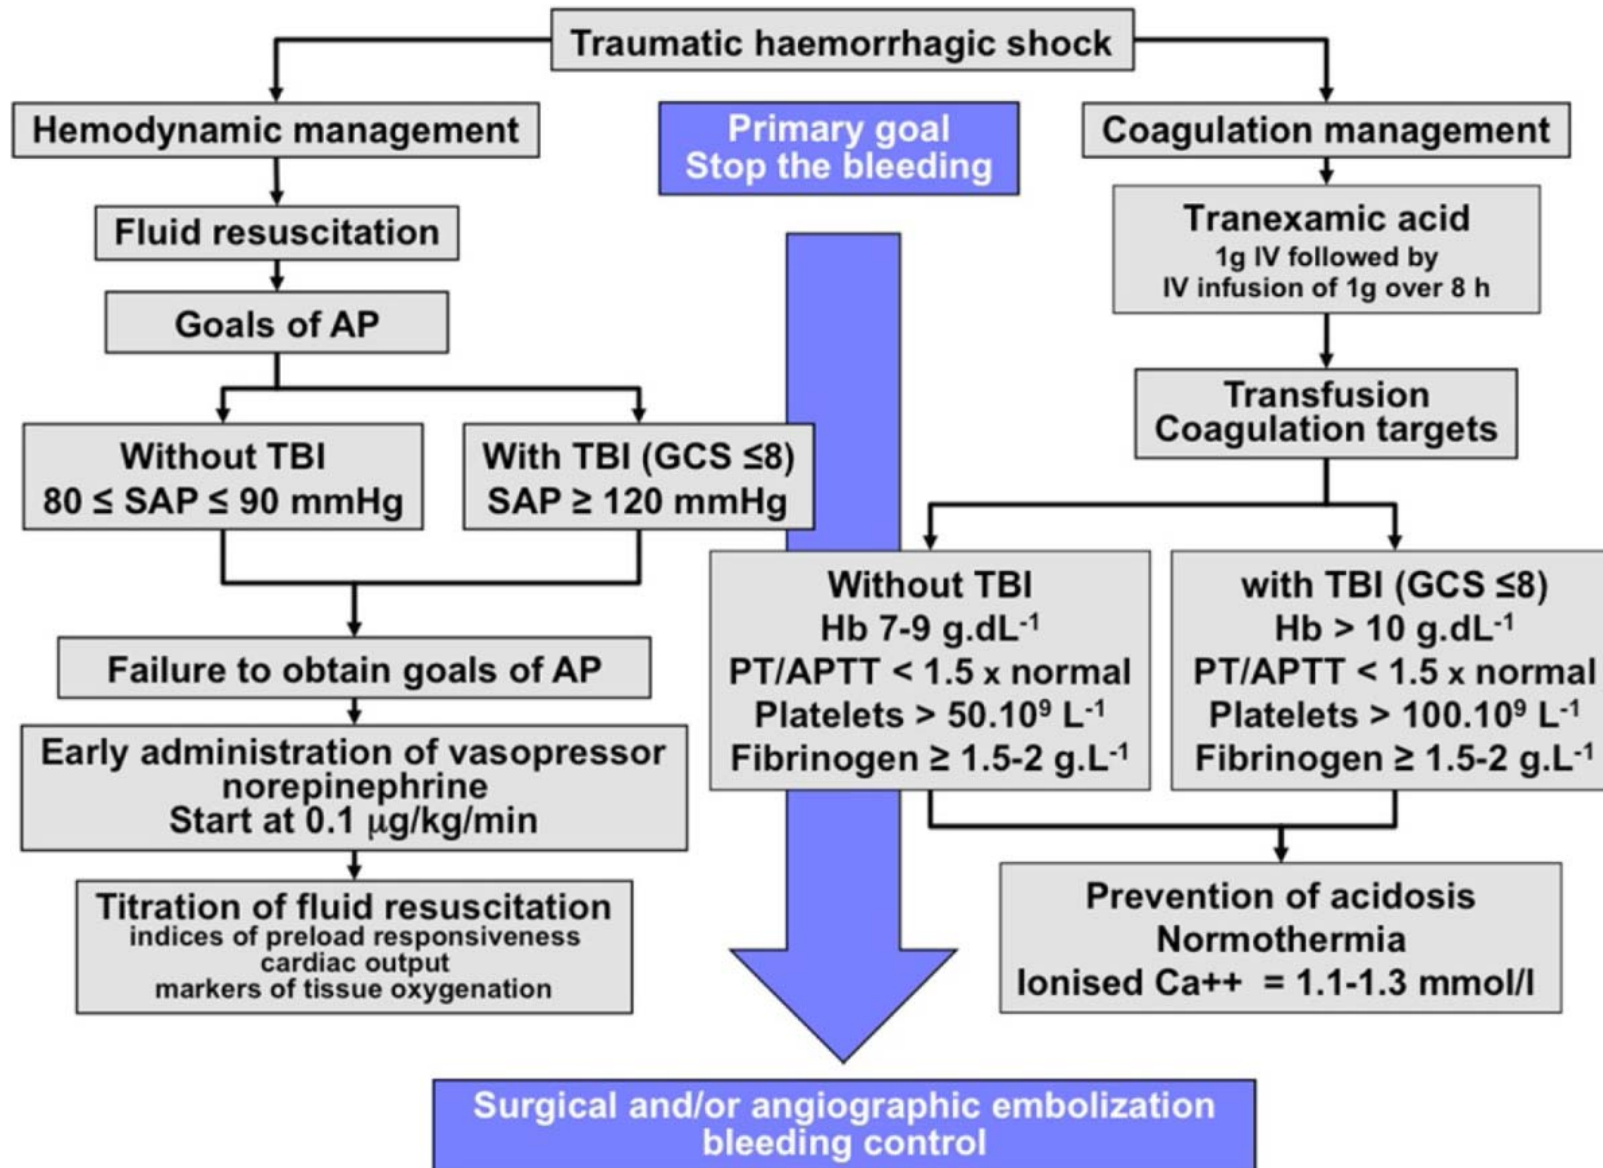 Traumatic haemorrhagic shock
Hemodynamic management
Fluid resuscitation
Goals of AP
Without TBI
80 ≤ SAP ≤ 90 mmHg
With TBI (GCS ≤8)
SAP ≥ 120 mmHg
Failure to obtain goals of AP
Early administration of vasopressor
norepinephrine
Start at 0.1 μg/kg/min
Titration of fluid resuscitation
indices of preload responsiveness
cardiac output
markers of tissue oxygenation
Primary goal
Stop the bleeding
Coagulation management
Tranexamic acid
1g IV followed by
IV infusion of 1g over 8 h
Transfusion
Coagulation targets
Without TBI
Hb 7-9 g.dL⁻¹
PT/APTT < 1.5 x normal
Platelets > 50.10⁹ L⁻¹
Fibrinogen ≥ 1.5-2 g.L⁻¹
with TBI (GCS ≤8)
Hb > 10 g.dL⁻¹
PT/APTT < 1.5 x normal
Platelets > 100.10⁹ L⁻¹
Fibrinogen ≥ 1.5-2 g.L⁻¹
Prevention of acidosis
Normothermia
Ionised Ca++ = 1.1-1.3 mmol/l
Surgical and/or angiographic embolization
bleeding control